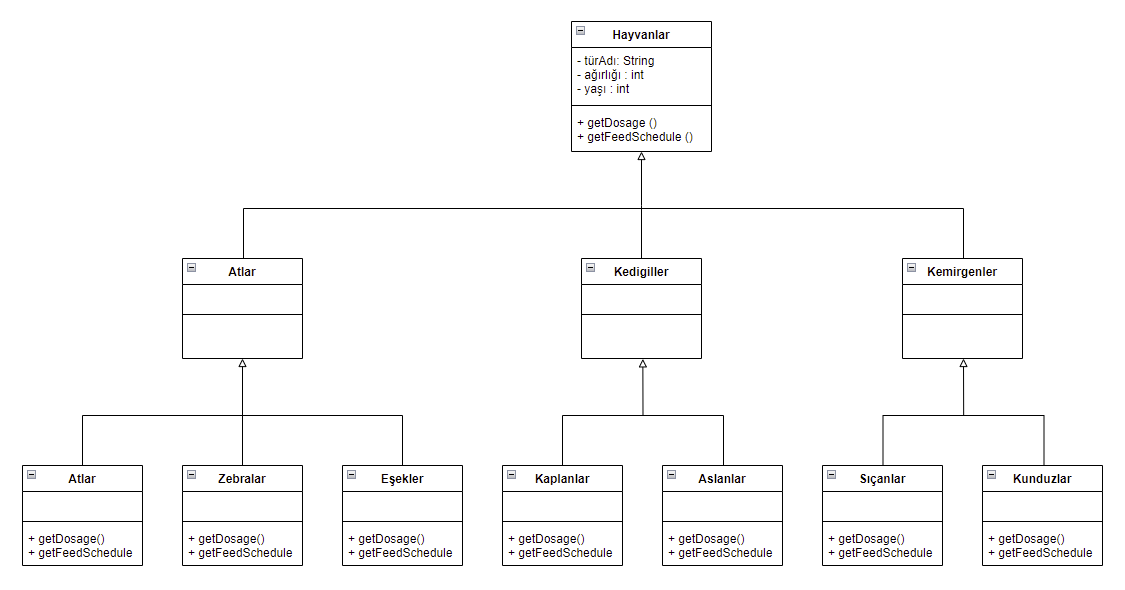 Hayvanlar
- türAdı: String
- ağırlığı : int
- yaşı : int
+ getDosage ()
+ getFeedSchedule ()
Atlar
Kedigiller
Kemirgenler
Atlar
+ getDosage()
+ getFeedSchedule
Zebralar
+ getDosage()
+ getFeedSchedule
Eşekler
+ getDosage()
+ getFeedSchedule
Kaplanlar
+ getDosage()
+ getFeedSchedule
Aslanlar
+ getDosage()
+ getFeedSchedule
Sıçanlar
+ getDosage()
+ getFeedSchedule
Kunduzlar
+ getDosage()
+ getFeedSchedule